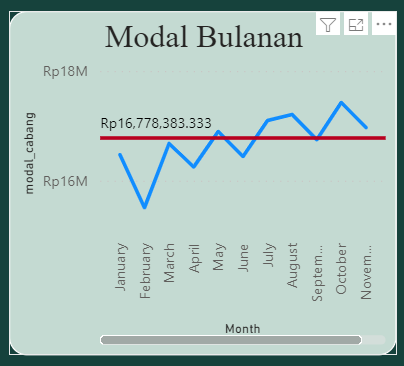 Modal Bulanan
Rp18M
Rp16,778,383.333
Rp16M
modal_cabang
January
February
March
April
May
June
July
August
Septem...
October
Novem...
Month